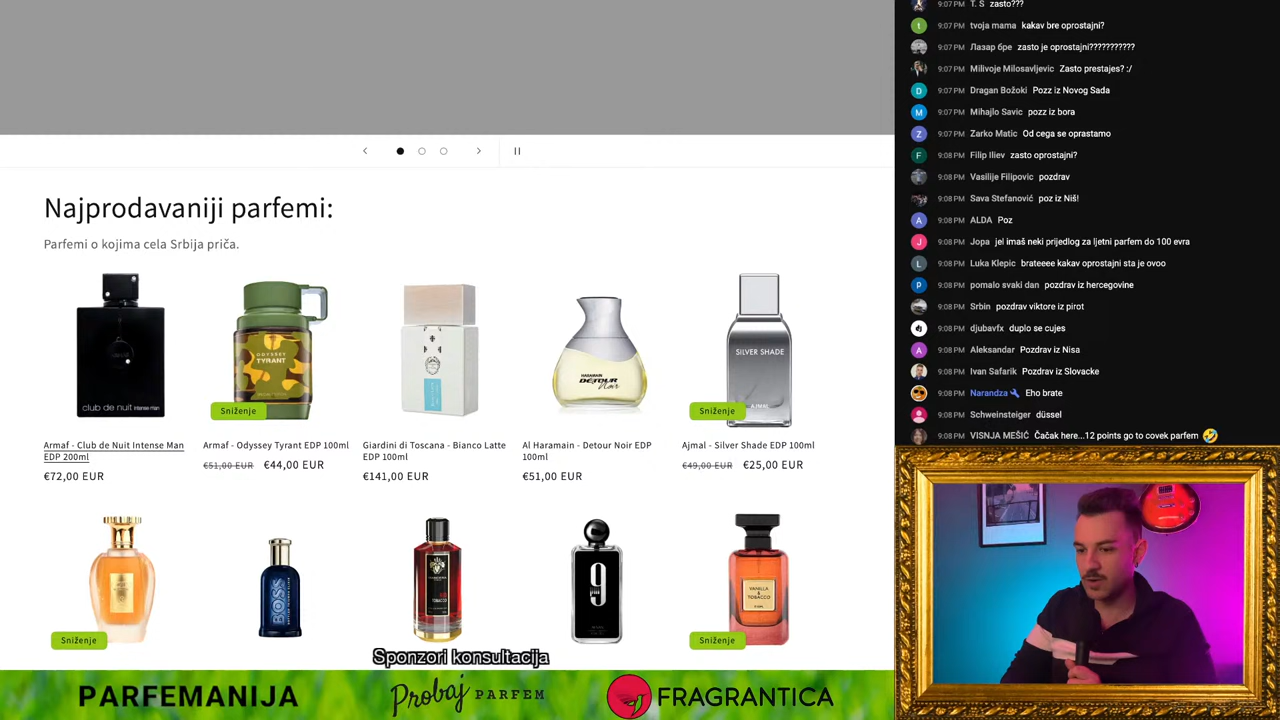 Najprodavaniji parfemi:
Parfemi o kojima cela Srbija priča.
club de nuit intense man
ODYSSEY
TYRANT
HARAMAIN
DETOUR
Noir
SILVER SHADE
AJMAL
Sniženje
Sniženje
Armaf - Club de Nuit Intense Man
EDP 200ml
€72,00 EUR
Armaf - Odyssey Tyrant EDP 100ml
€51,00 EUR €44,00 EUR
Giardini di Toscana - Bianco Latte
EDP 100ml
€141,00 EUR
Al Haramain - Detour Noir EDP
100ml
€51,00 EUR
Ajmal - Silver Shade EDP 100ml
€49,00 EUR €25,00 EUR
BOSS
9
VANILLA
&
TOBACCO
Sniženje
Sniženje
Sponzori konsultacija
PARFEMANIJA
Probaj PARFEM
FRAGRANTICA
9:07 PM T. S zasto???
t 9:07 PM tvoja mama kakav bre oprostajni?
9:07 PM Лазар бре zasto je oprostajni???????????
9:07 PM Milivoje Milosavljevic Zasto prestajes? :/
D 9:07 PM Dragan Božoki Pozz iz Novog Sada
M 9:07 PM Mihajlo Savic pozz iz bora
Z 9:07 PM Zarko Matic Od cega se oprastamo
F 9:08 PM Filip Iliev zasto oprostajni?
9:08 PM Vasilije Filipovic pozdrav
9:08 PM Sava Stefanović poz iz Niš!
A 9:08 PM ALDA Poz
J 9:08 PM Jopa jel imaš neki prijedlog za ljetni parfem do 100 evra
L 9:08 PM Luka Klepic brateeee kakav oprostajni sta je ovoo
p 9:08 PM pomalo svaki dan pozdrav iz hercegovine
9:08 PM Srbin pozdrav viktore iz pirot
9:08 PM djubavfx duplo se cujes
A 9:08 PM Aleksandar Pozdrav iz Nisa
9:08 PM Ivan Safarik Pozdrav iz Slovacke
9:08 PM Narandza 🔧 Eho brate
9:08 PM Schweinsteiger düssel
9:08 PM VISNJA MEŠIĆ Čačak here...12 points go to covek parfem 🤣